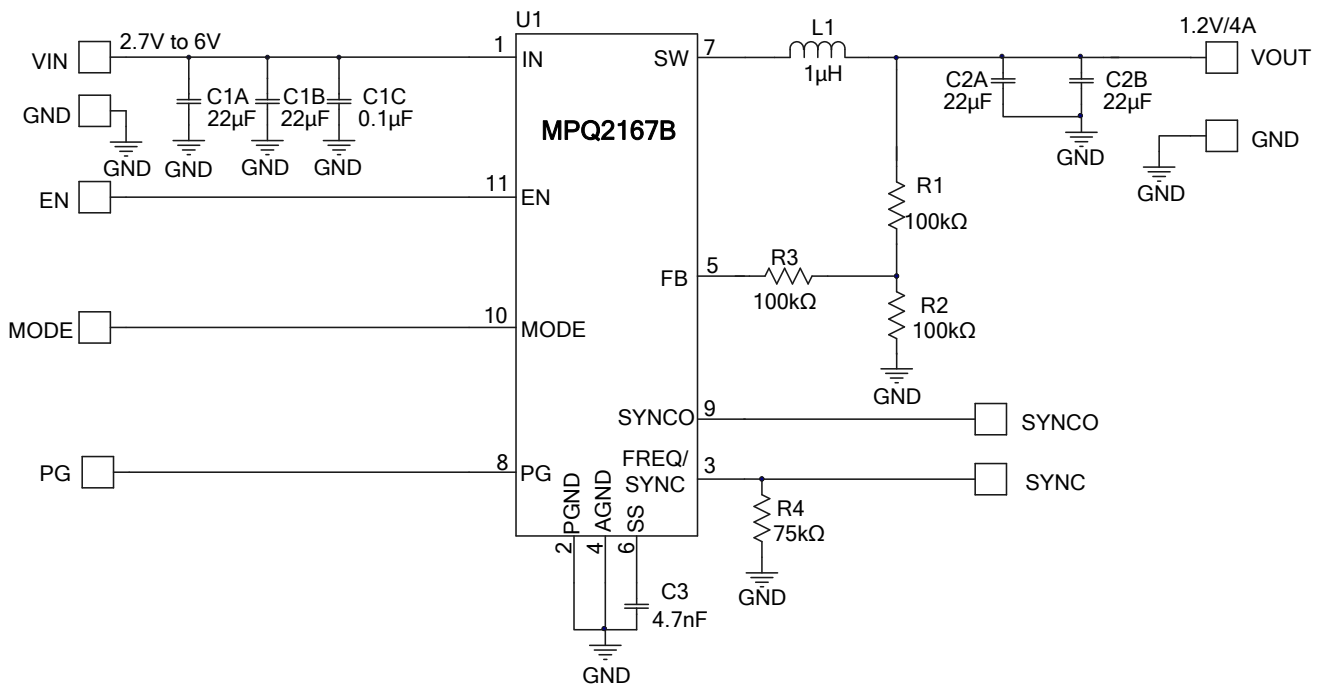 U1
VIN
2.7V to 6V
1
IN
C1A
22µF
C1B
22µF
C1C
0.1µF
GND
GND
GND
GND
GND
EN
11
EN
MODE
10
MODE
PG
8
PG
MPQ2167B
SW
7
L1
1µH
1.2V/4A
VOUT
C2A
22µF
C2B
22µF
GND
GND
GND
R1
100kΩ
FB
5
R3
100kΩ
R2
100kΩ
GND
SYNCO
9
SYNCO
FREQ/
SYNC
3
SYNC
R4
75kΩ
GND
PGND
AGND
SS
2
4
6
C3
4.7nF
GND